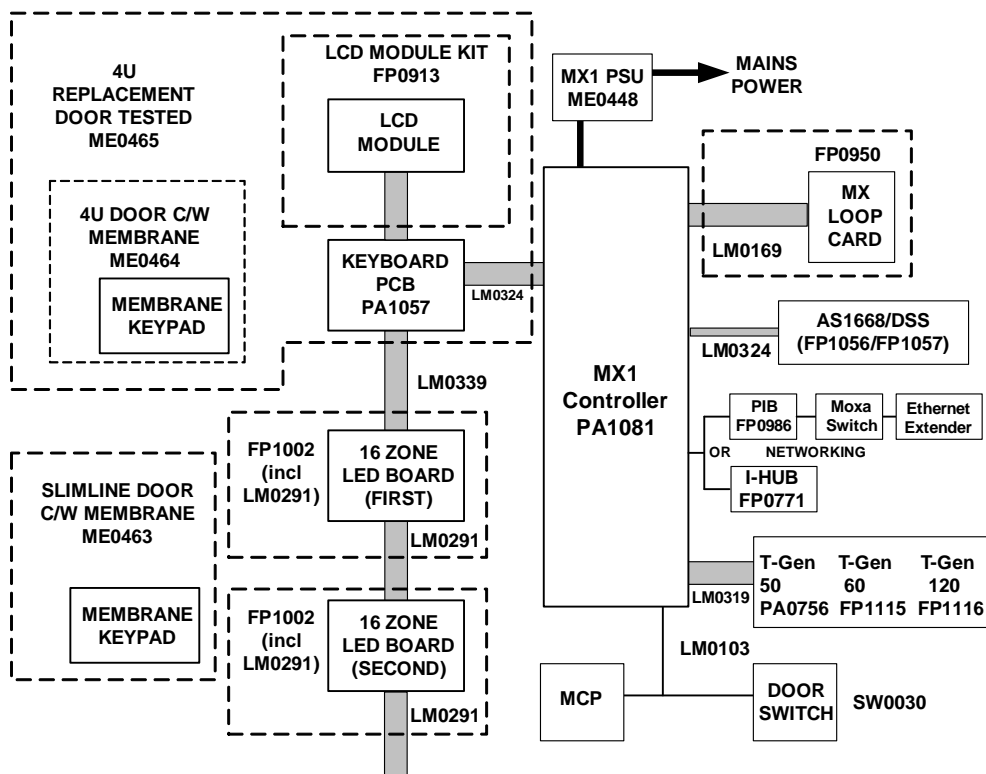 4U
REPLACEMENT
DOOR TESTED
ME0465
4U DOOR C/W
MEMBRANE
ME0464
MEMBRANE
KEYPAD
LCD MODULE KIT
FP0913
LCD
MODULE
KEYBOARD
PCB
PA1057
LM0324
LM0339
MX1 PSU
ME0448
MAINS
POWER
MX1
Controller
PA1081
FP0950
MX
LOOP
CARD
LM0169
AS1668/DSS
(FP1056/FP1057)
LM0324
PIB
FP0986
Moxa
Switch
Ethernet
Extender
OR NETWORKING
I-HUB
FP0771
T-Gen T-Gen T-Gen
50 60 120
PA0756 FP1115 FP1116
LM0319
LM0103
MCP
DOOR
SWITCH
SW0030
FP1002
(incl
LM0291)
16 ZONE
LED BOARD
(FIRST)
LM0291
SLIMLINE DOOR
C/W MEMBRANE
ME0463
MEMBRANE
KEYPAD
FP1002
(incl
LM0291)
16 ZONE
LED BOARD
(SECOND)
LM0291